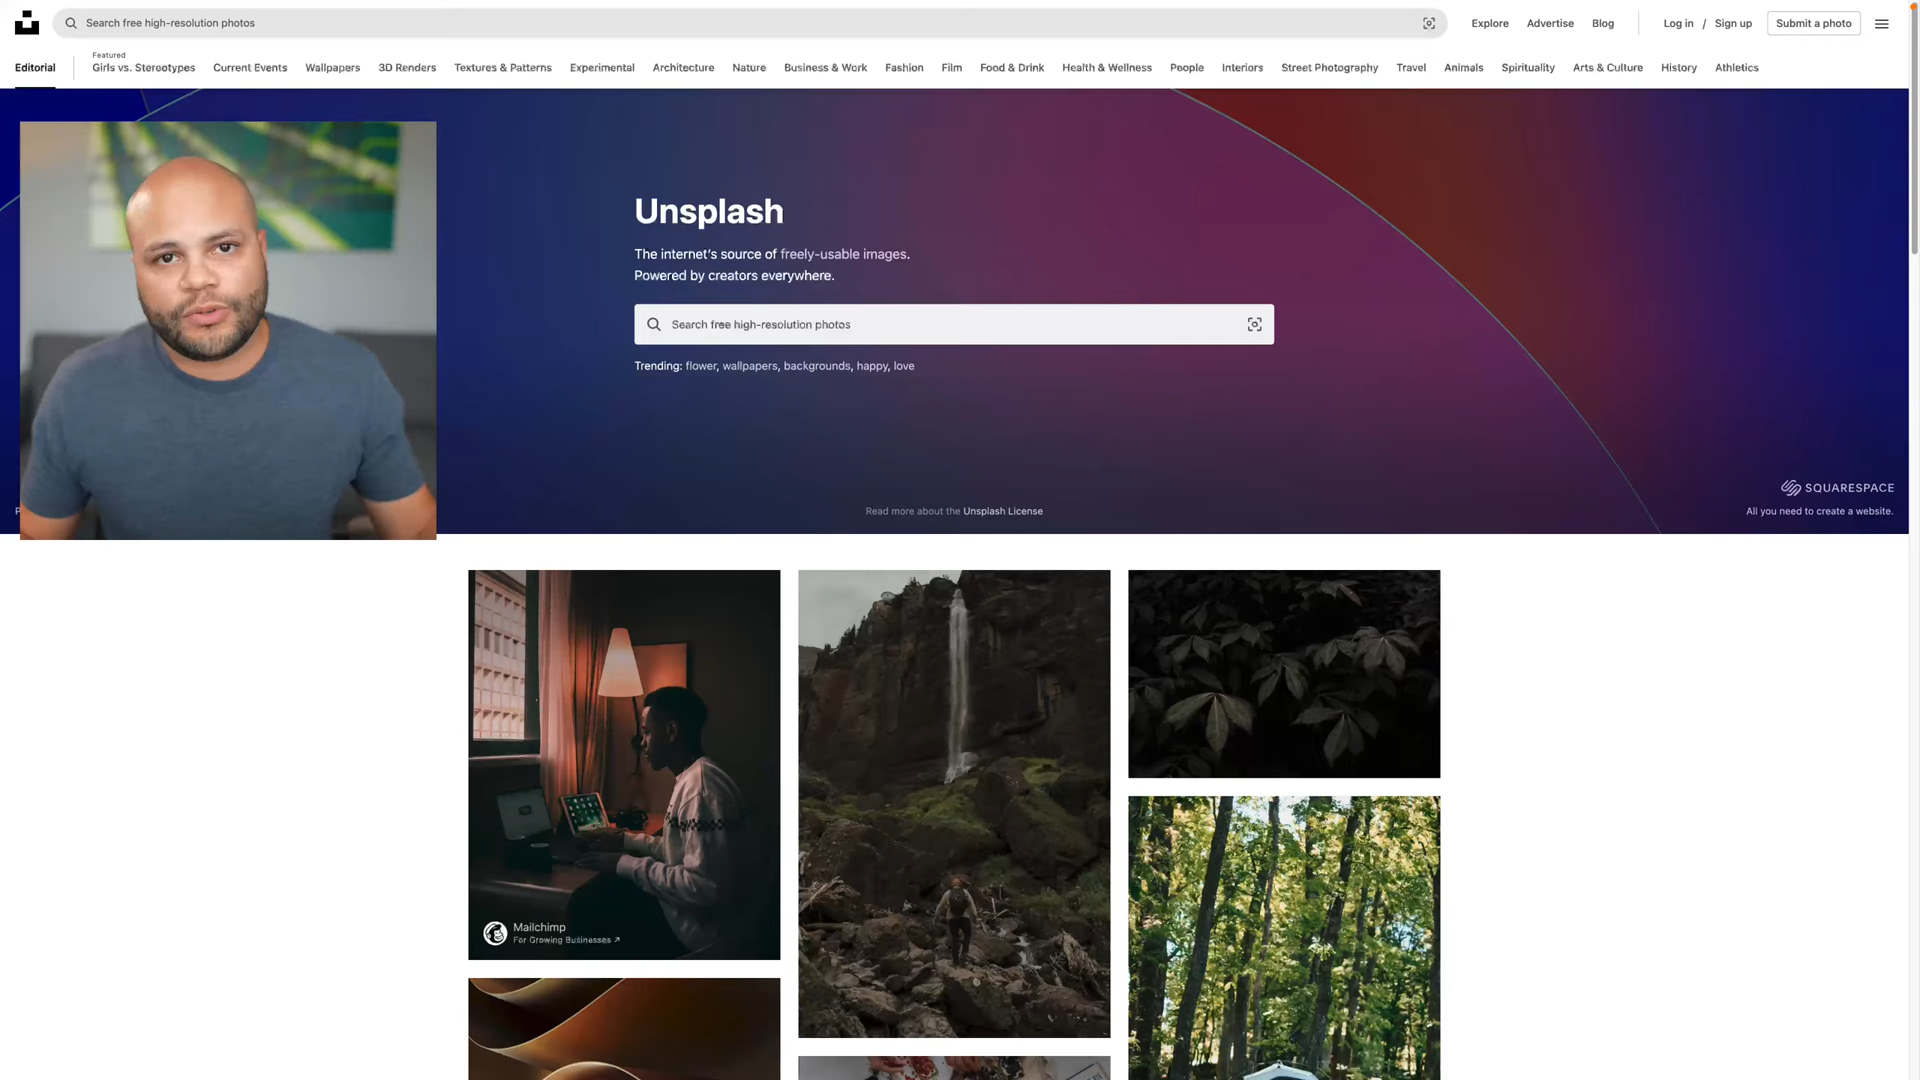 Search free high-resolution photos
Explore
Advertise
Blog
Log in / Sign up
Submit a photo
Editorial
Featured
Girls vs. Stereotypes
Current Events
Wallpapers
3D Renders
Textures & Patterns
Experimental
Architecture
Nature
Business & Work
Fashion
Film
Food & Drink
Health & Wellness
People
Interiors
Street Photography
Travel
Animals
Spirituality
Arts & Culture
History
Athletics
Unsplash
The internet's source of freely-usable images.
Powered by creators everywhere.
Search free high-resolution photos
Trending: flower, wallpapers, backgrounds, happy, love
SQUARESPACE
Read more about the Unsplash License
All you need to create a website.
Mailchimp
For Growing Businesses ↗